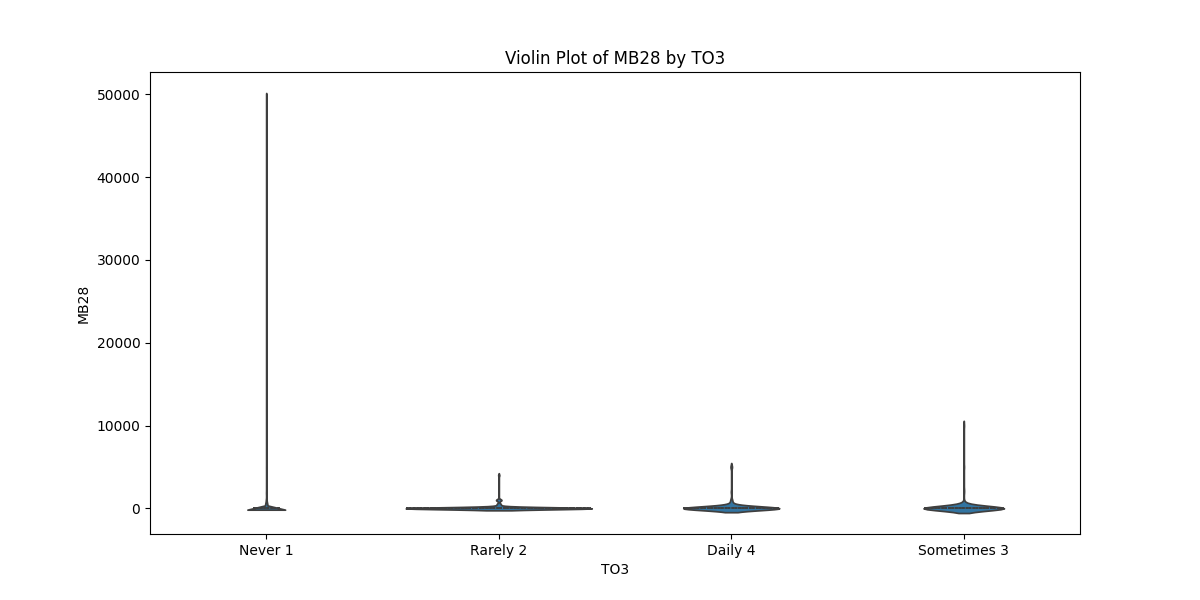 Violin Plot of MB28 by TO3
50000
40000
30000
20000
10000
0
MB28
Never 1
Rarely 2
Daily 4
Sometimes 3
TO3